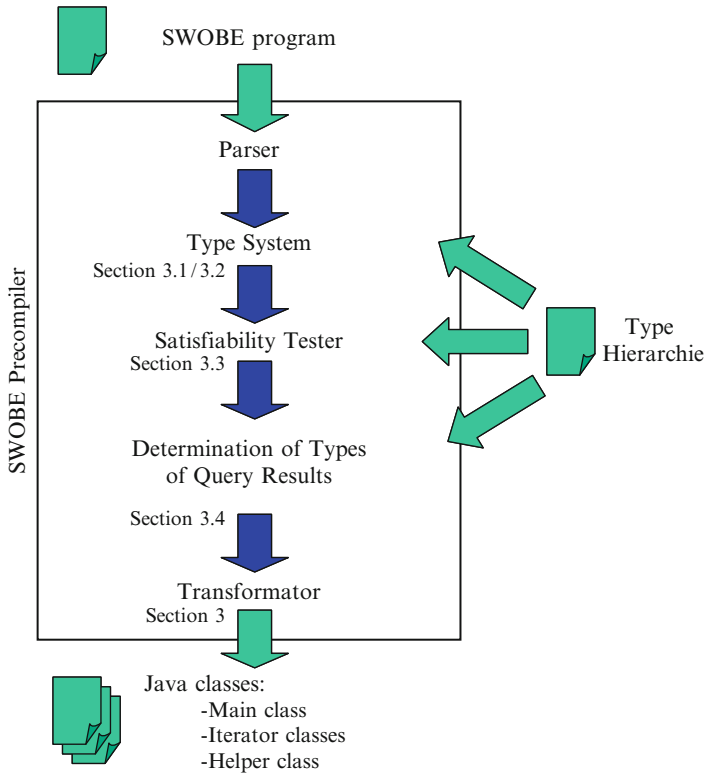 SWOBE program
SWOBE Precompiler
Parser
Type System
Section 3.1/3.2
Satisfiability Tester
Section 3.3
Determination of Types
of Query Results
Section 3.4
Transformator
Section 3
Type
Hierarchie
Java classes:
-Main class
-Iterator classes
-Helper class